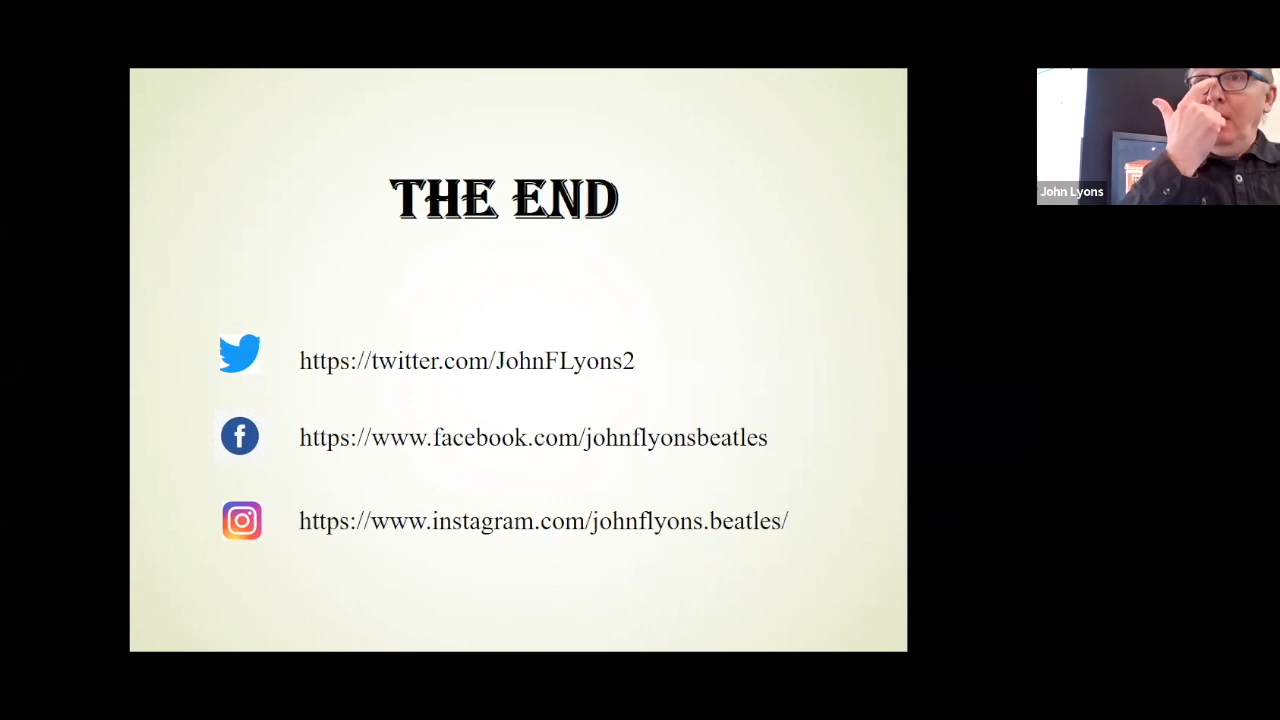 THE END
https://twitter.com/JohnFLyons2
https://www.facebook.com/johnflyonsbeatles
https://www.instagram.com/johnflyons.beatles/
John Lyons